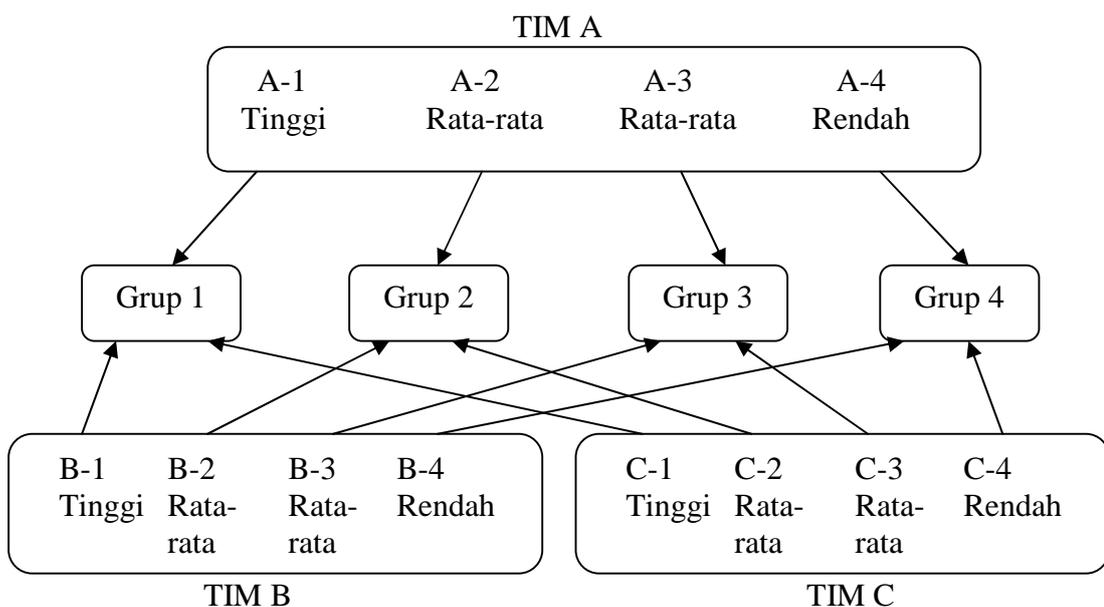 TIM A
A-1 A-2 A-3 A-4
Tinggi Rata-rata Rata-rata Rendah
Grup 1 Grup 2 Grup 3 Grup 4
B-1 B-2 B-3 B-4
Tinggi Rata- Rata- Rendah
rata rata
C-1 C-2 C-3 C-4
Tinggi Rata- Rata- Rendah
rata rata
TIM B
TIM C